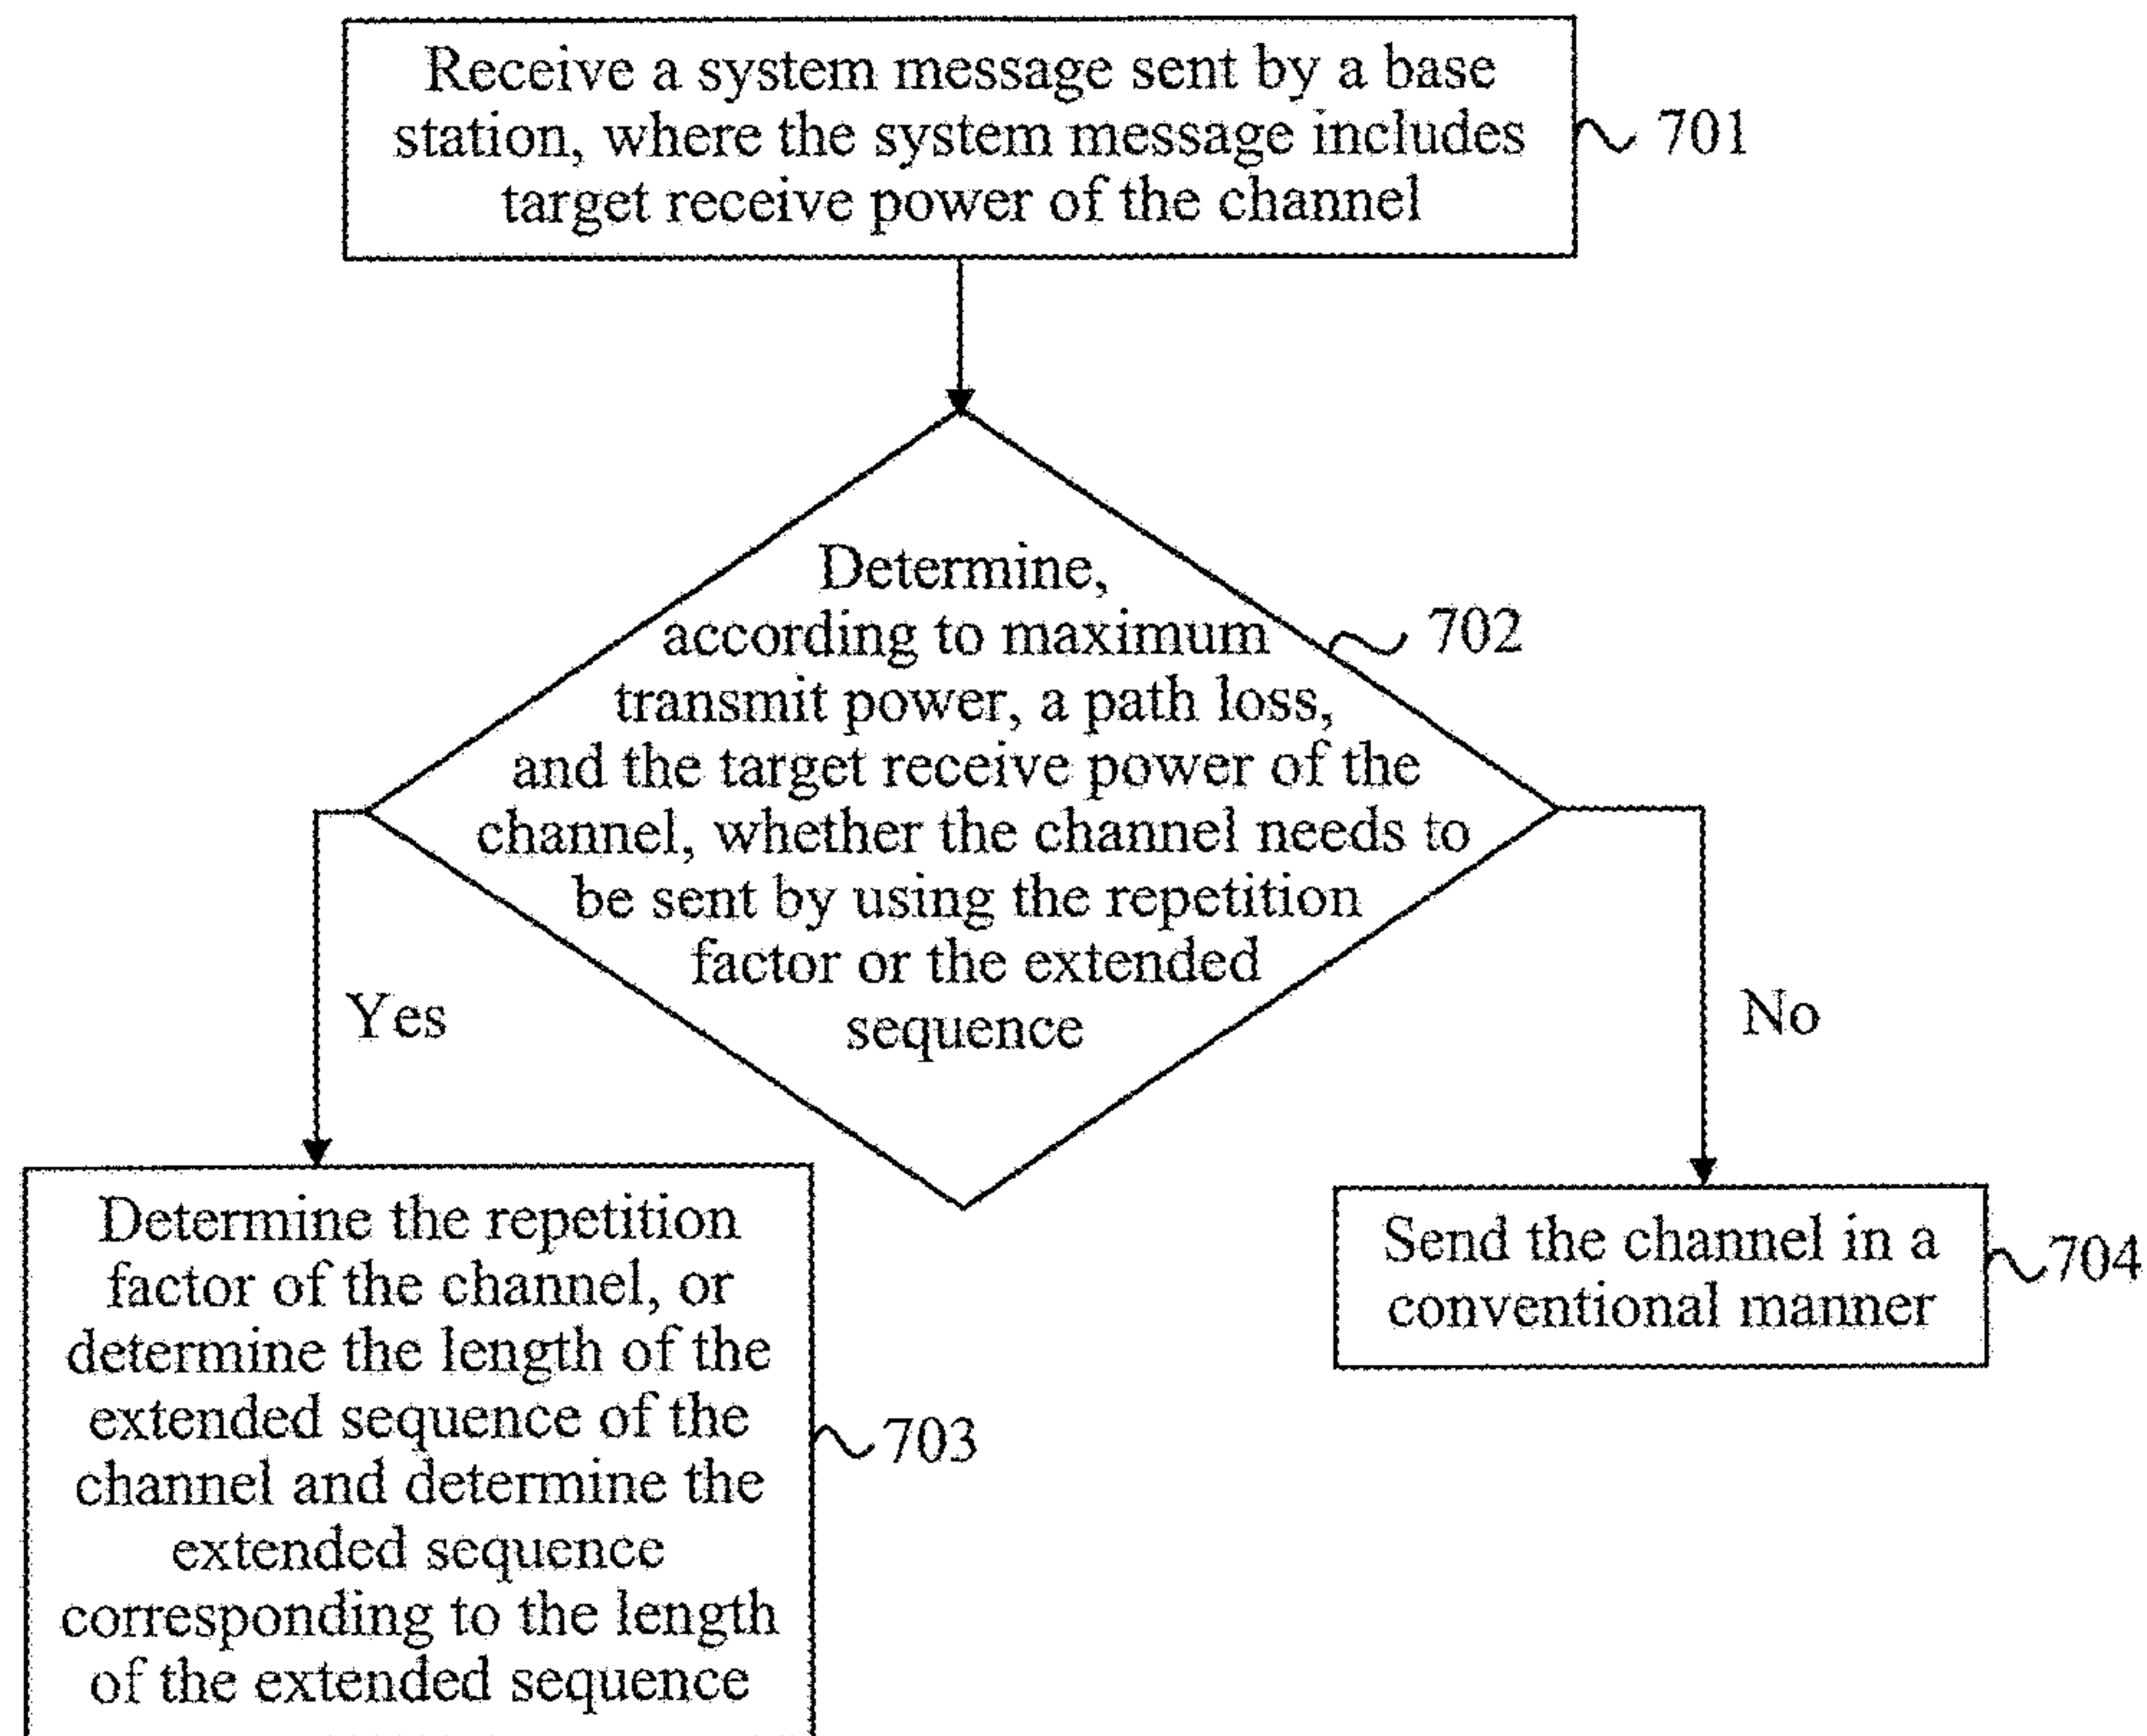 Receive a system message sent by a base
station, where the system message includes
target receive power of the channel
701
Determine,
according to maximum
transmit power, a path loss,
and the target receive power of the
channel, whether the channel needs to
be sent by using the repetition
factor or the extended
sequence
702
Yes
No
Determine the repetition
factor of the channel, or
determine the length of the
extended sequence of the
channel and determine the
extended sequence
corresponding to the length
of the extended sequence
703
Send the channel in a
conventional manner
704